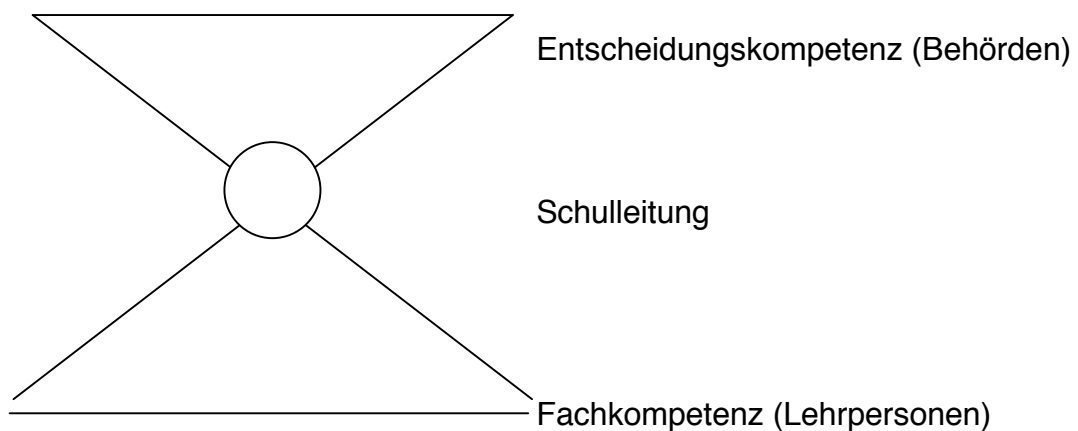 Entscheidungskompetenz (Behörden)
Schulleitung
Fachkompetenz (Lehrpersonen)